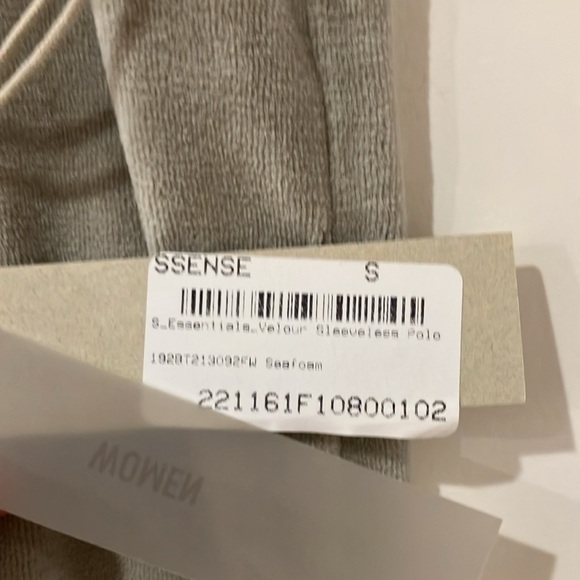 SSENSE S
S_Essentials_Velour Sleeveless Polo
192BT213092FW Seafoam
221161F10800102
WOMEN